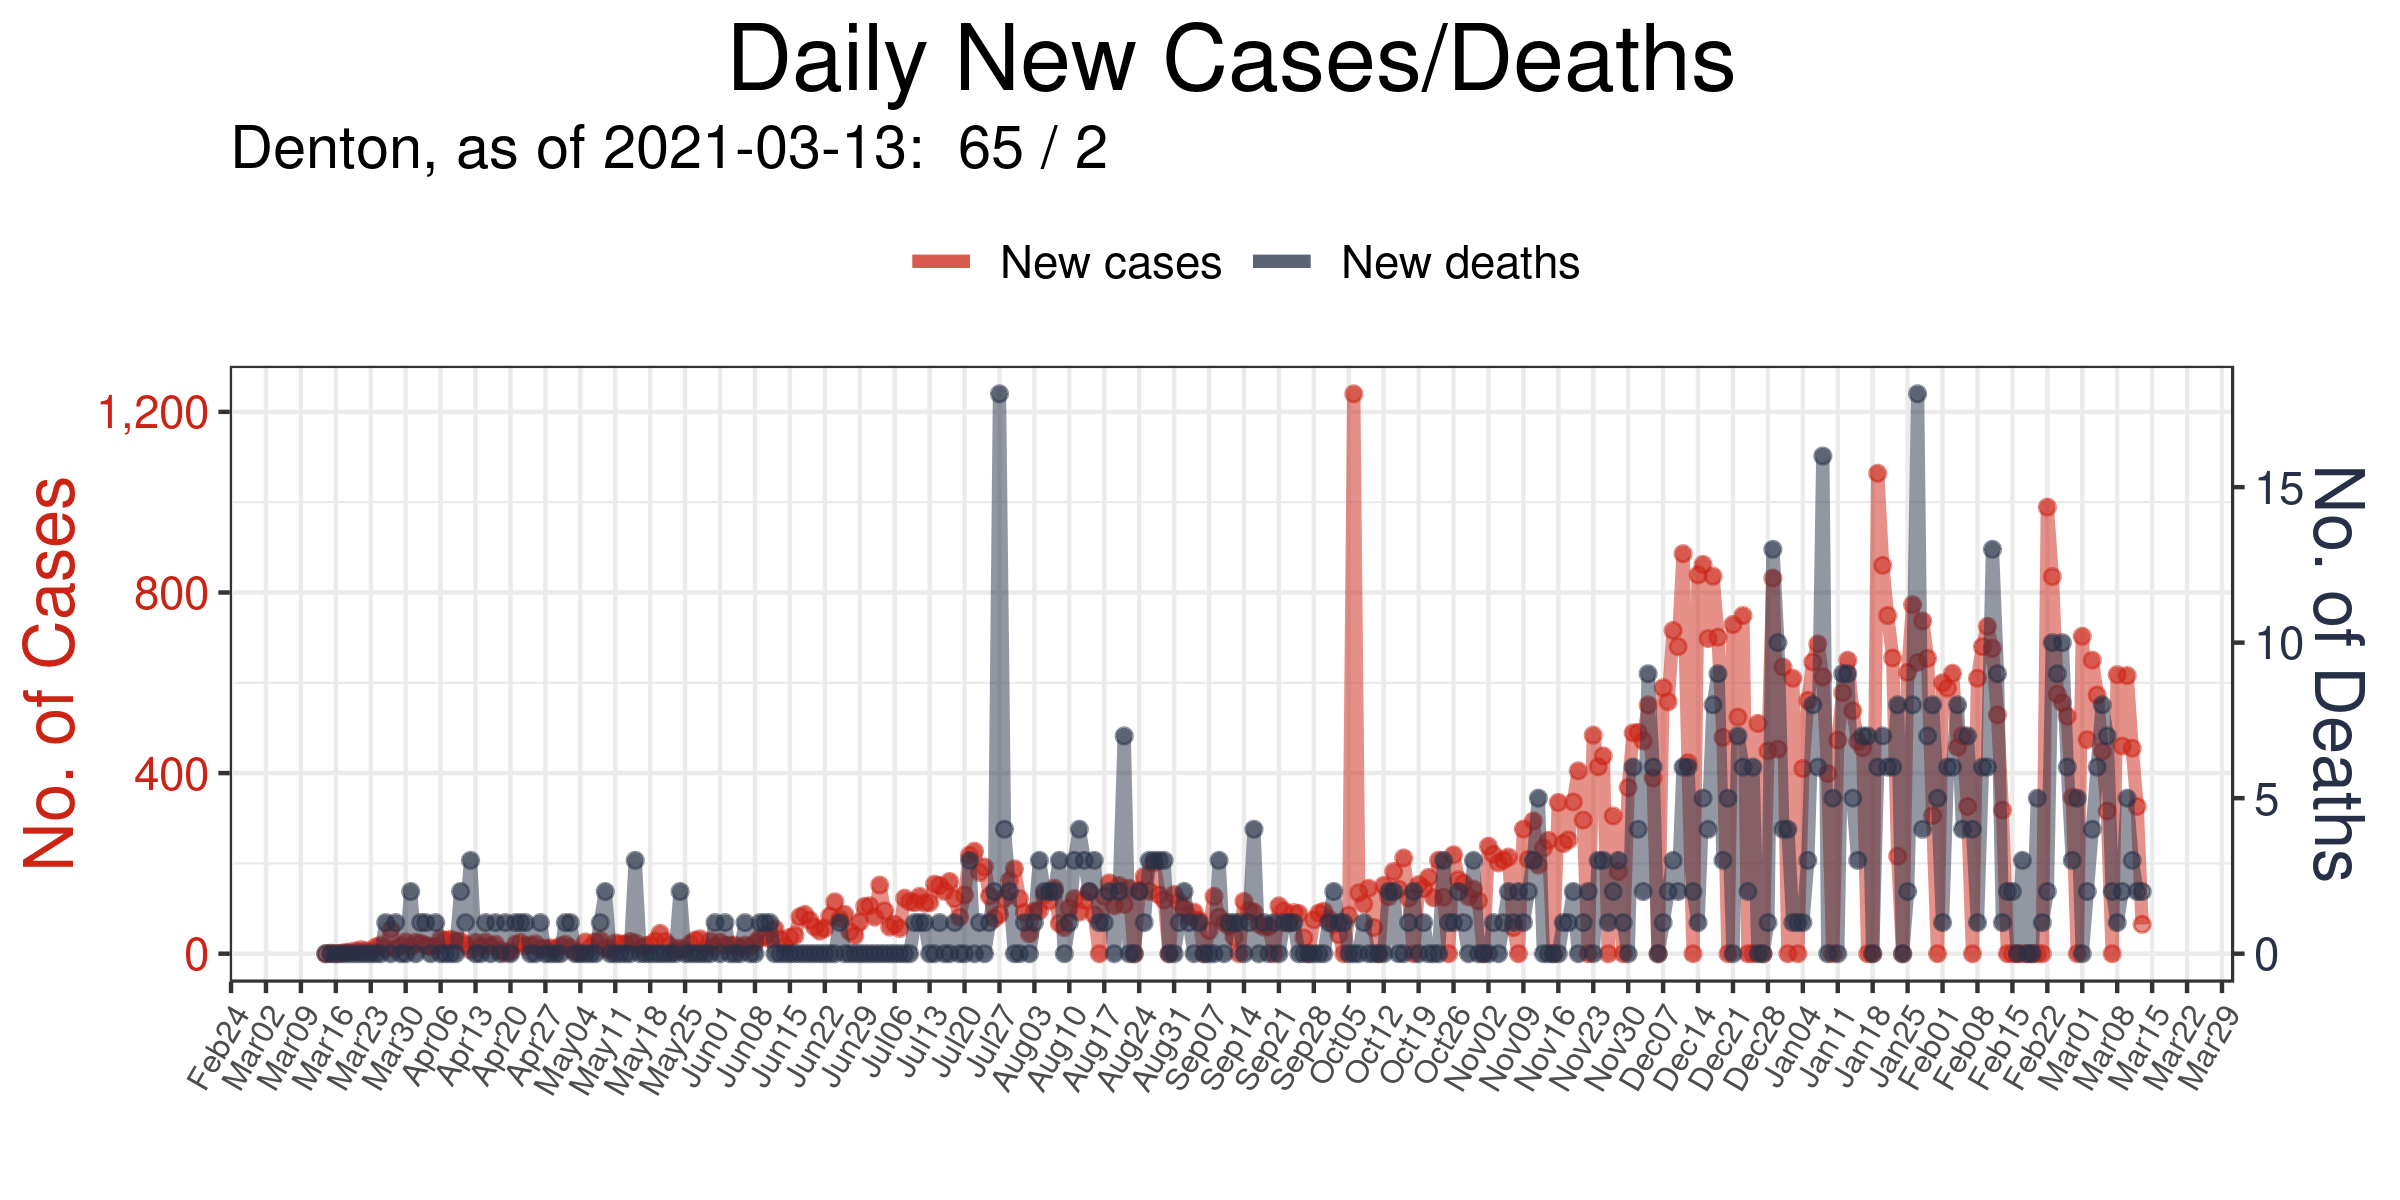 Daily New Cases/Deaths
Denton, as of 2021-03-13:  65 / 2
New cases
New deaths
No. of Cases
1,200
800
400
0
15
10
5
0
No. of Deaths
Feb24
Mar02
Mar09
Mar16
Mar23
Mar30
Apr06
Apr13
Apr20
Apr27
May04
May11
May18
May25
Jun01
Jun08
Jun15
Jun22
Jun29
Jul06
Jul13
Jul20
Jul27
Aug03
Aug10
Aug17
Aug24
Aug31
Sep07
Sep14
Sep21
Sep28
Oct05
Oct12
Oct19
Oct26
Nov02
Nov09
Nov16
Nov23
Nov30
Dec07
Dec14
Dec21
Dec28
Jan04
Jan11
Jan18
Jan25
Feb01
Feb08
Feb15
Feb22
Mar01
Mar08
Mar15
Mar22
Mar29